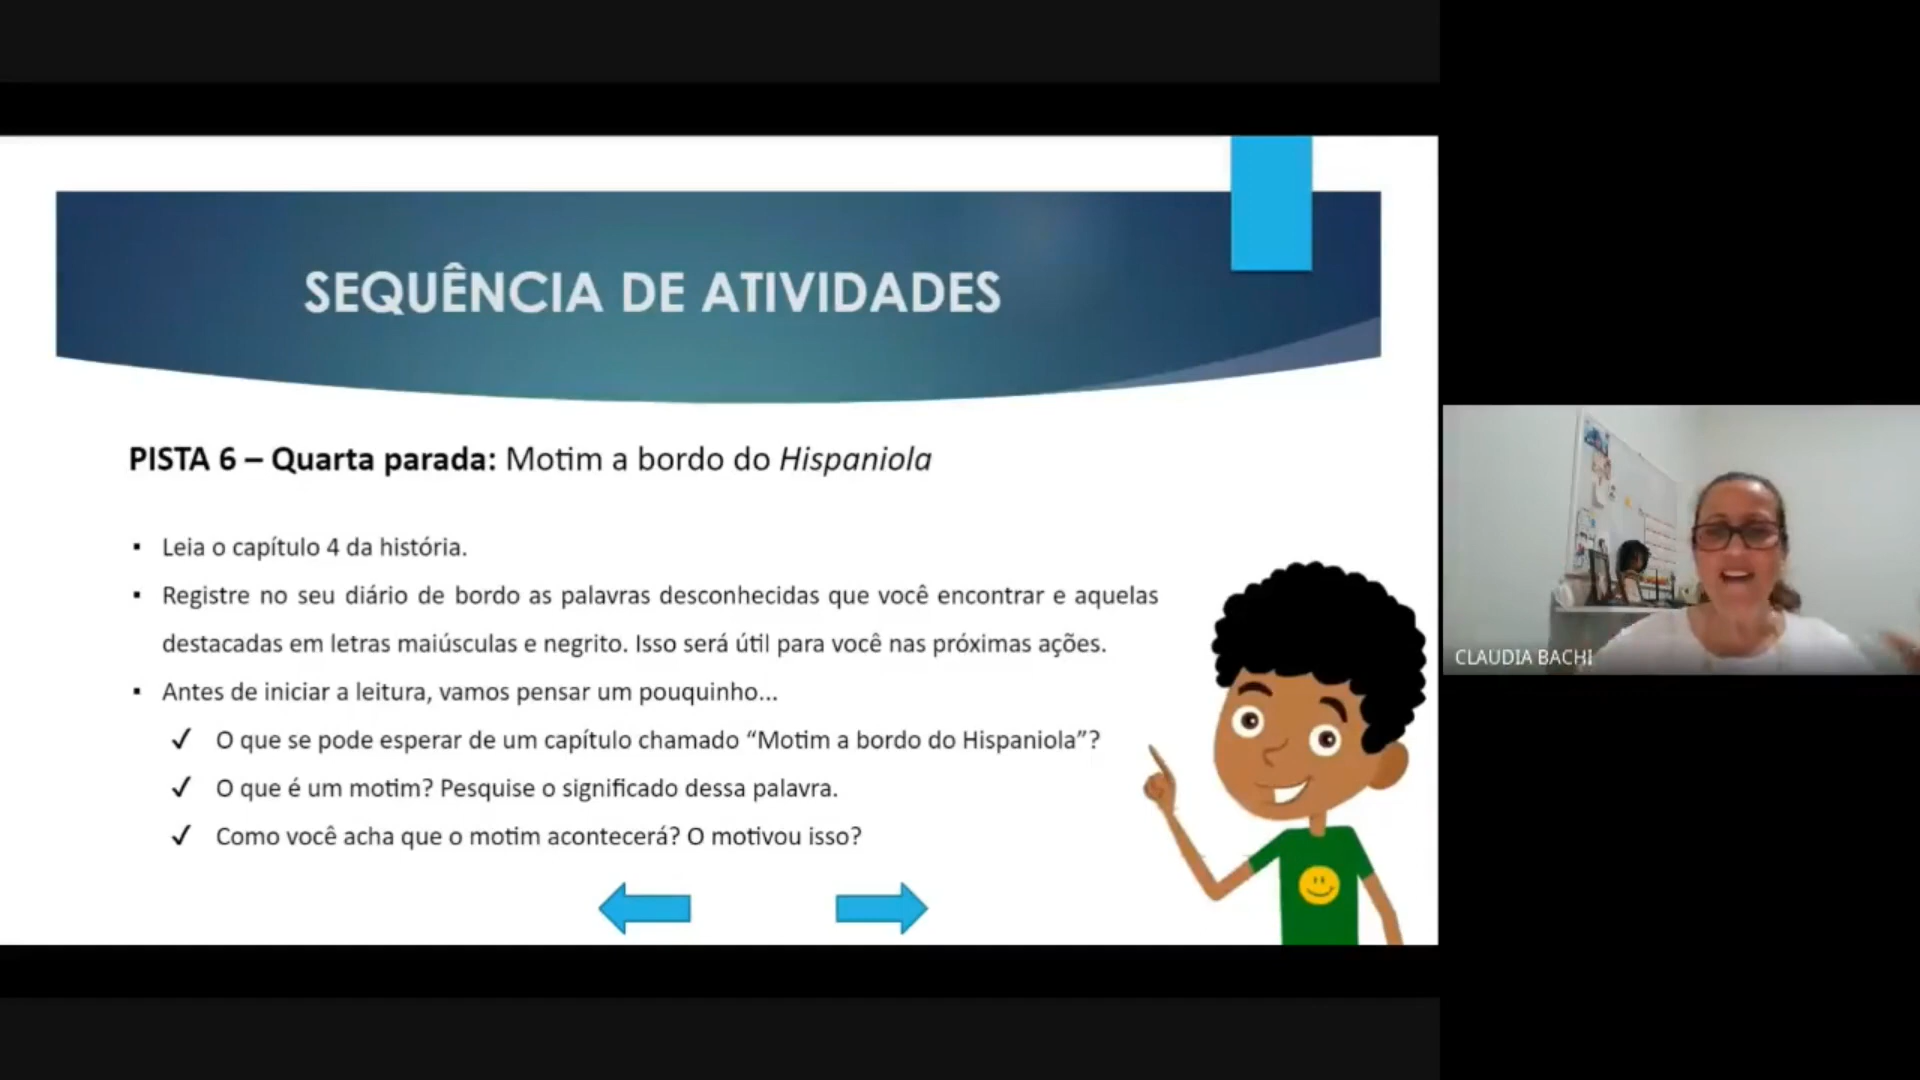 SEQUÊNCIA DE ATIVIDADES
PISTA 6 – Quarta parada: Motim a bordo do Hispaniola
▪ Leia o capítulo 4 da história.
▪ Registre no seu diário de bordo as palavras desconhecidas que você encontrar e aquelas
destacadas em letras maiúsculas e negrito. Isso será útil para você nas próximas ações.
▪ Antes de iniciar a leitura, vamos pensar um pouquinho...
✓ O que se pode esperar de um capítulo chamado “Motim a bordo do Hispaniola”?
✓ O que é um motim? Pesquise o significado dessa palavra.
✓ Como você acha que o motim acontecerá? O motivou isso?
CLAUDIA BACHI